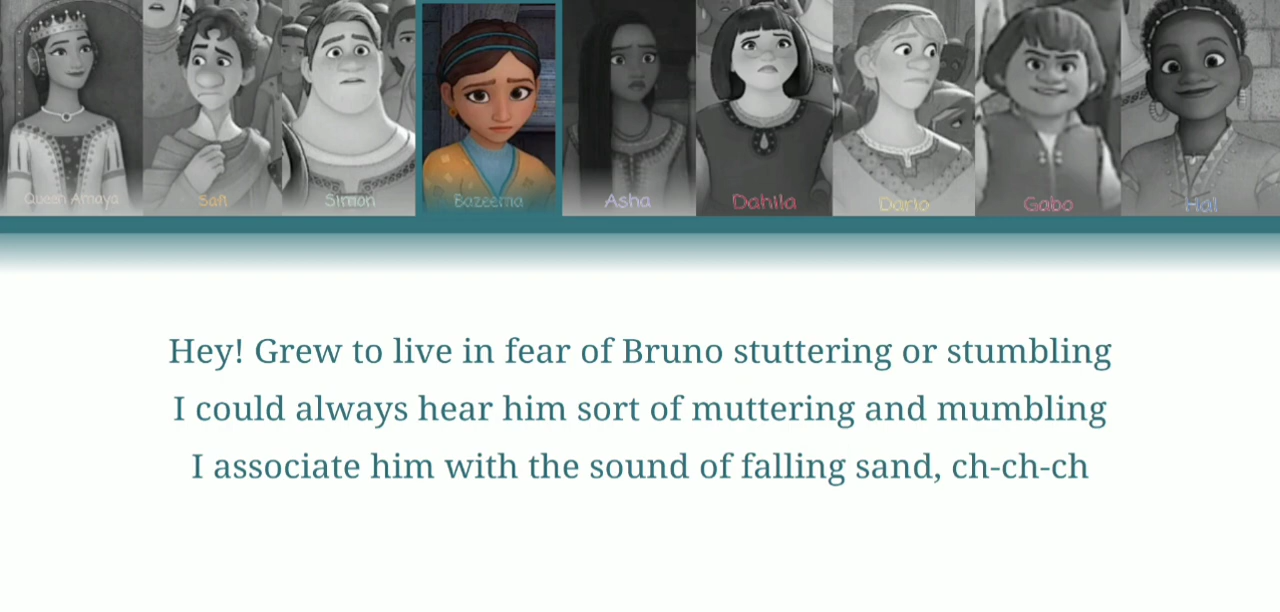 Queen Amaya
Safi
Simon
Bazeema
Asha
Dahlia
Dario
Gabo
Hal
Hey! Grew to live in fear of Bruno stuttering or stumbling
I could always hear him sort of muttering and mumbling
I associate him with the sound of falling sand, ch-ch-ch